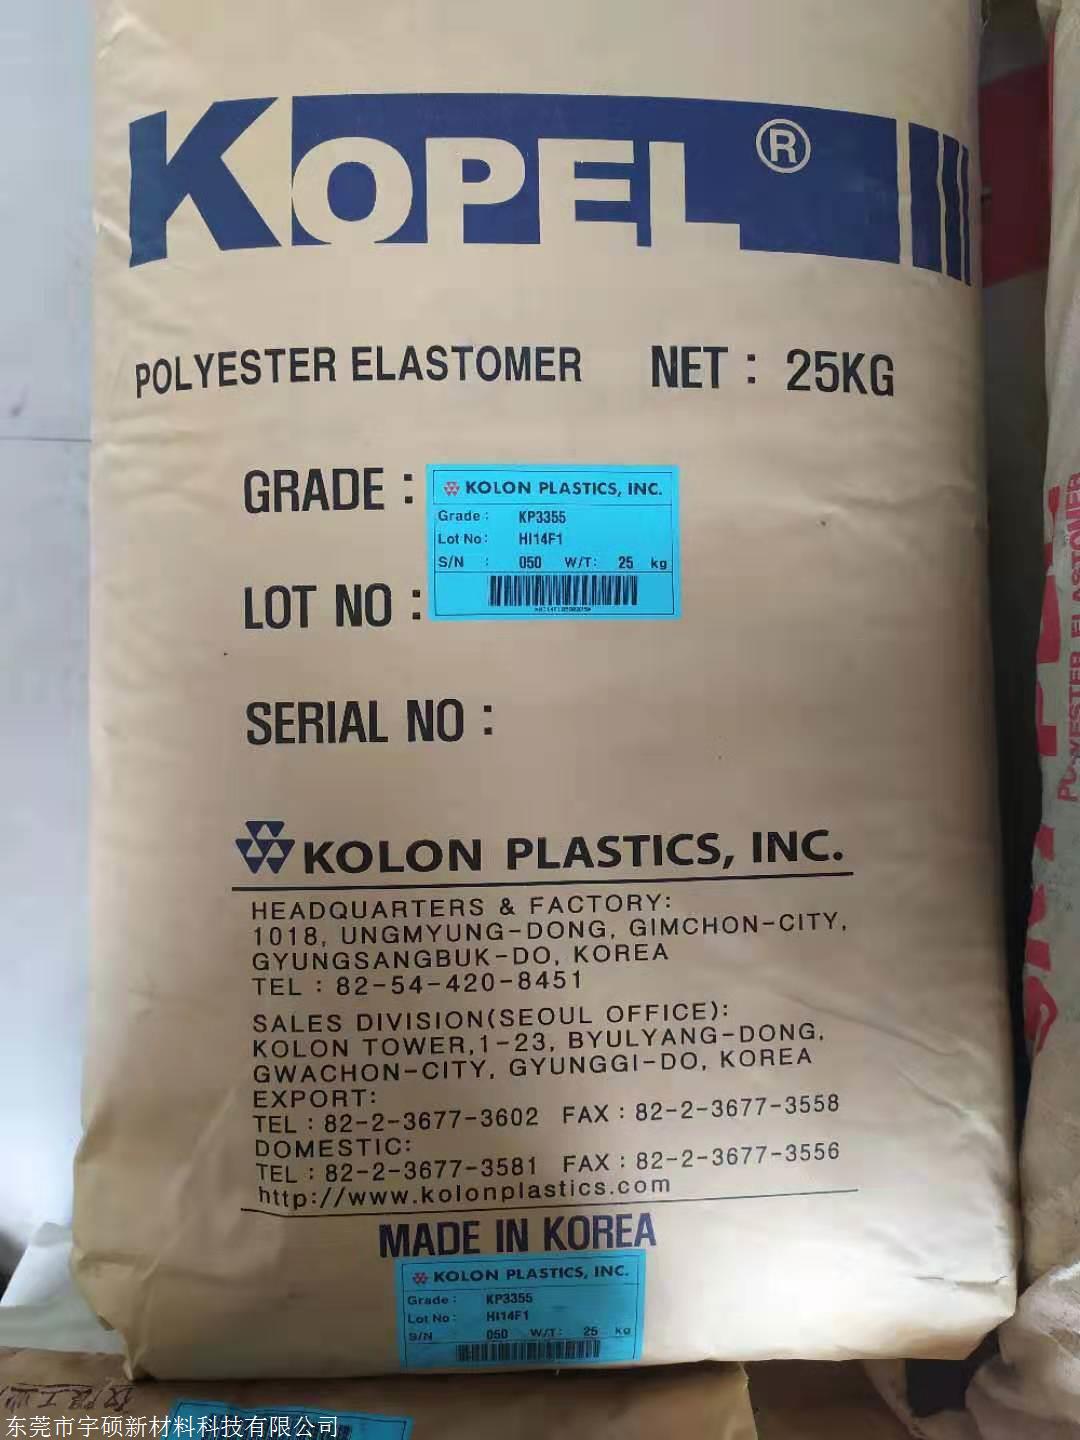 KOPEL ®
POLYESTER ELASTOMER NET : 25KG
GRADE :
KOLON PLASTICS, INC.
Grade : KP3355
Lot No : HI14F1
S/N : 050 W/T: 25 kg
LOT NO :
SERIAL NO :
KOLON PLASTICS, INC.
HEADQUARTERS & FACTORY:
1018, UNGMYUNG-DONG, GIMCHON-CITY,
GYUNGSANGBUK-DO, KOREA
TEL : 82-54-420-8451
SALES DIVISION(SEOUL OFFICE):
KOLON TOWER,1-23, BYULYANG-DONG,
GWACHON-CITY, GYUNGGI-DO, KOREA
EXPORT:
TEL : 82-2-3677-3602 FAX : 82-2-3677-3558
DOMESTIC:
TEL : 82-2-3677-3581 FAX : 82-2-3677-3556
http://www.kolonplastics.com
MADE IN KOREA
KOLON PLASTICS, INC.
Grade : KP3355
Lot No : HI14F1
S/N : 050 W/T: 25 kg
POLYESTER ELASTOMER
东莞市宇硕新材料科技有限公司